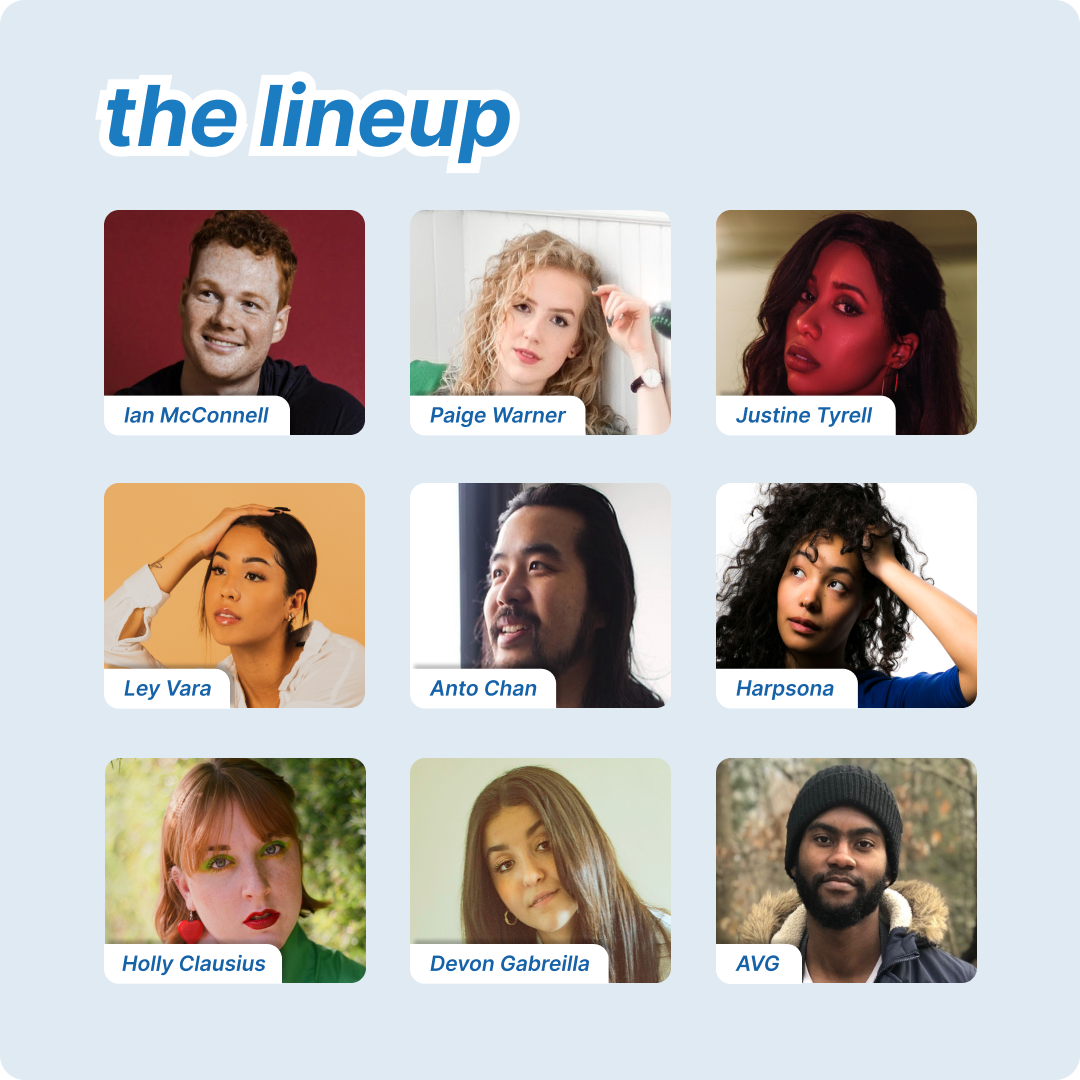 the lineup
Ian McConnell
Paige Warner
Justine Tyrell
Ley Vara
Anto Chan
Harpsona
Holly Clausius
Devon Gabreilla
AVG